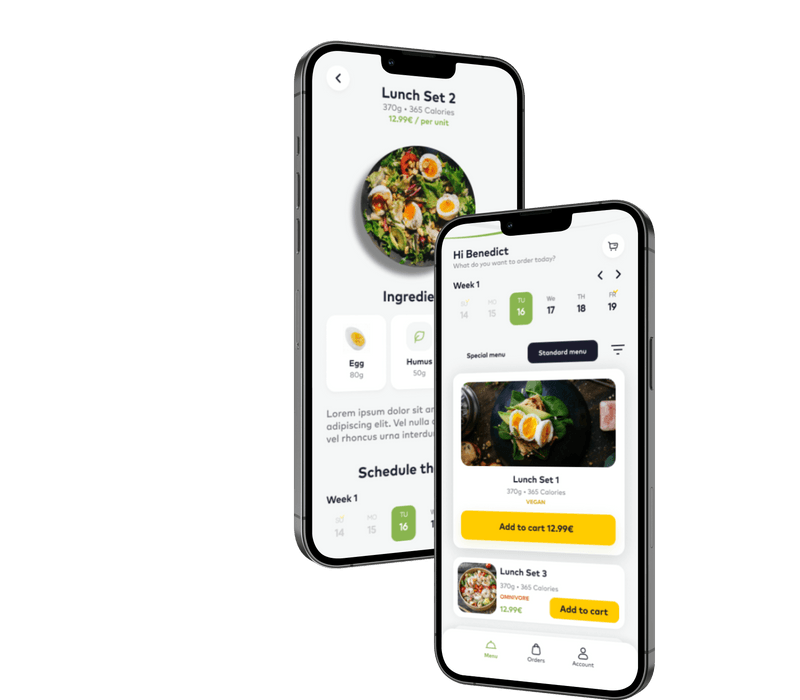 Lunch Set 2
370g • 365 Calories
12.99€ / per unit
Ingredie
Egg
80g
Humus
50g
Lorem ipsum dolor sit ar
adipiscing elit. Vel nulla
vel rhoncus urna interdu
Schedule th
Week 1
MO
TU
14
15
16
Hi Benedict
What do you want to order today?
Week 1
MO
TU
We
TH
FR
14
15
16
17
18
19
Special menu
Standard menu
Lunch Set 1
370g • 365 Calories
VEGAN
Add to cart 12.99€
Lunch Set 3
370g • 365 Calories
OMNIVORE
12.99€
Add to cart
Menu
Orders
Account